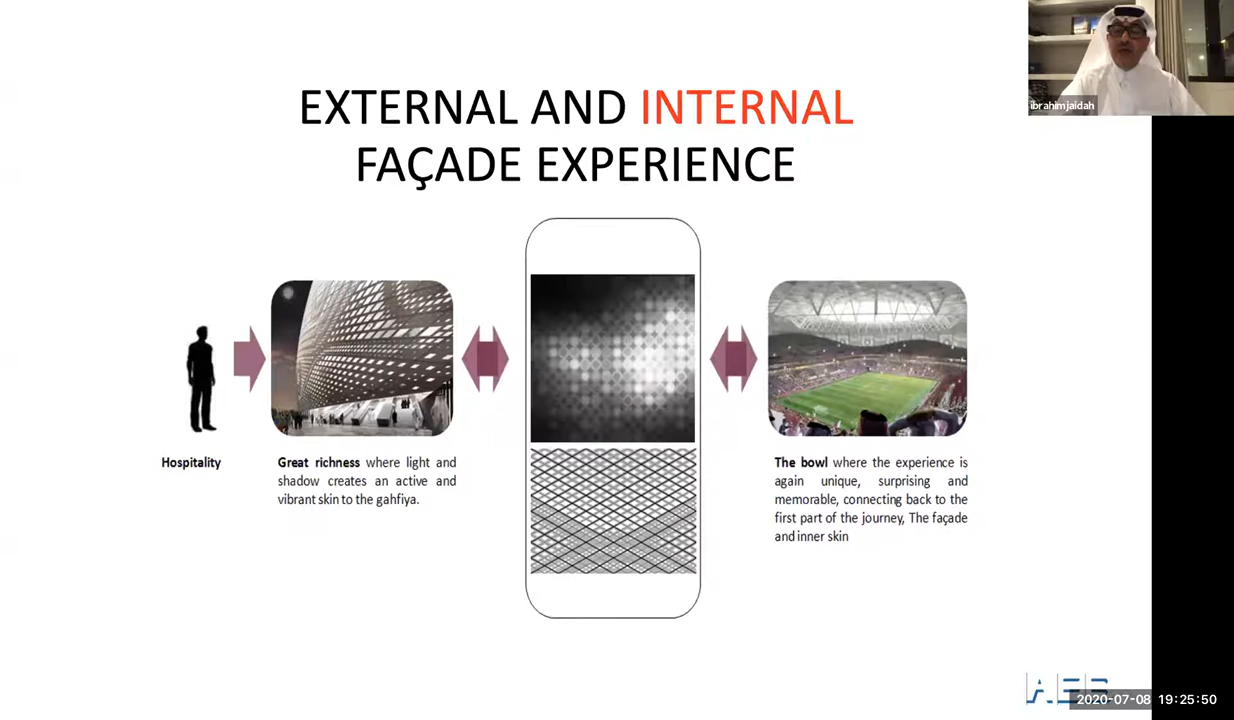 EXTERNAL AND INTERNAL
FAÇADE EXPERIENCE
ibrahimjaidah
Hospitality
Great richness where light and
shadow creates an active and
vibrant skin to the gahfiya.
The bowl where the experience is
again unique, surprising and
memorable, connecting back to the
first part of the journey, The façade
and inner skin
2020-07-08 19:25:50